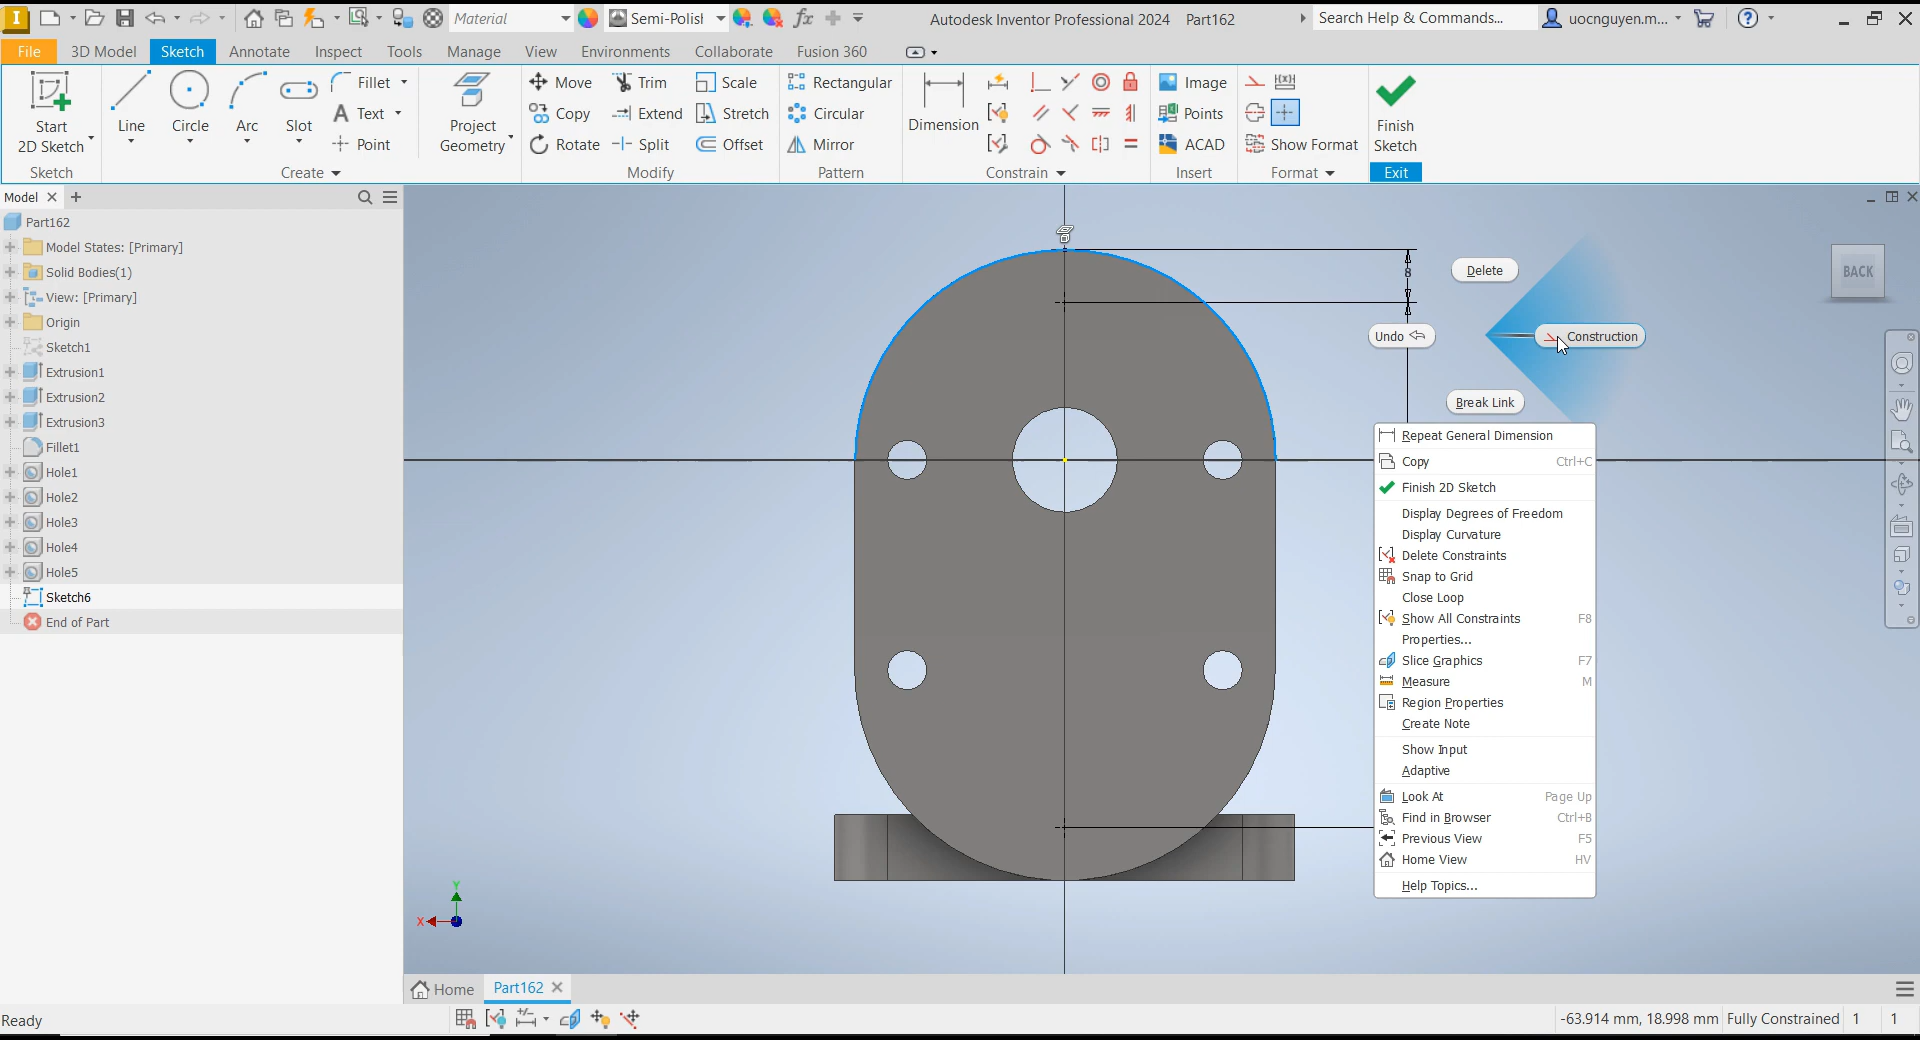 Material
Semi-Polish
fx
Autodesk Inventor Professional 2024 Part162
Search Help & Commands...
uocnguyen.m...
File
3D Model
Sketch
Annotate
Inspect
Tools
Manage
View
Environments
Collaborate
Fusion 360
Start
2D Sketch
Line
Circle
Arc
Slot
Fillet
Text
Point
Project
Geometry
Move
Copy
Rotate
Trim
Extend
Split
Scale
Stretch
Offset
Rectangular
Circular
Mirror
Dimension
Image
Points
ACAD
Show Format
Finish
Sketch
Sketch
Create
Modify
Pattern
Constrain
Insert
Format
Exit
Model
Part162
Model States: [Primary]
Solid Bodies(1)
View: [Primary]
Origin
Sketch1
Extrusion1
Extrusion2
Extrusion3
Fillet1
Hole1
Hole2
Hole3
Hole4
Hole5
Sketch6
End of Part
8
Delete
Undo
Construction
Break Link
BACK
Repeat General Dimension
Copy Ctrl+C
Finish 2D Sketch
Display Degrees of Freedom
Display Curvature
Delete Constraints
Snap to Grid
Close Loop
Show All Constraints F8
Properties...
Slice Graphics F7
Measure M
Region Properties
Create Note
Show Input
Adaptive
Look At Page Up
Find in Browser Ctrl+B
Previous View F5
Home View HV
Help Topics...
Y
X
Home
Part162
Ready
-63.914 mm, 18.998 mm
Fully Constrained
1
1